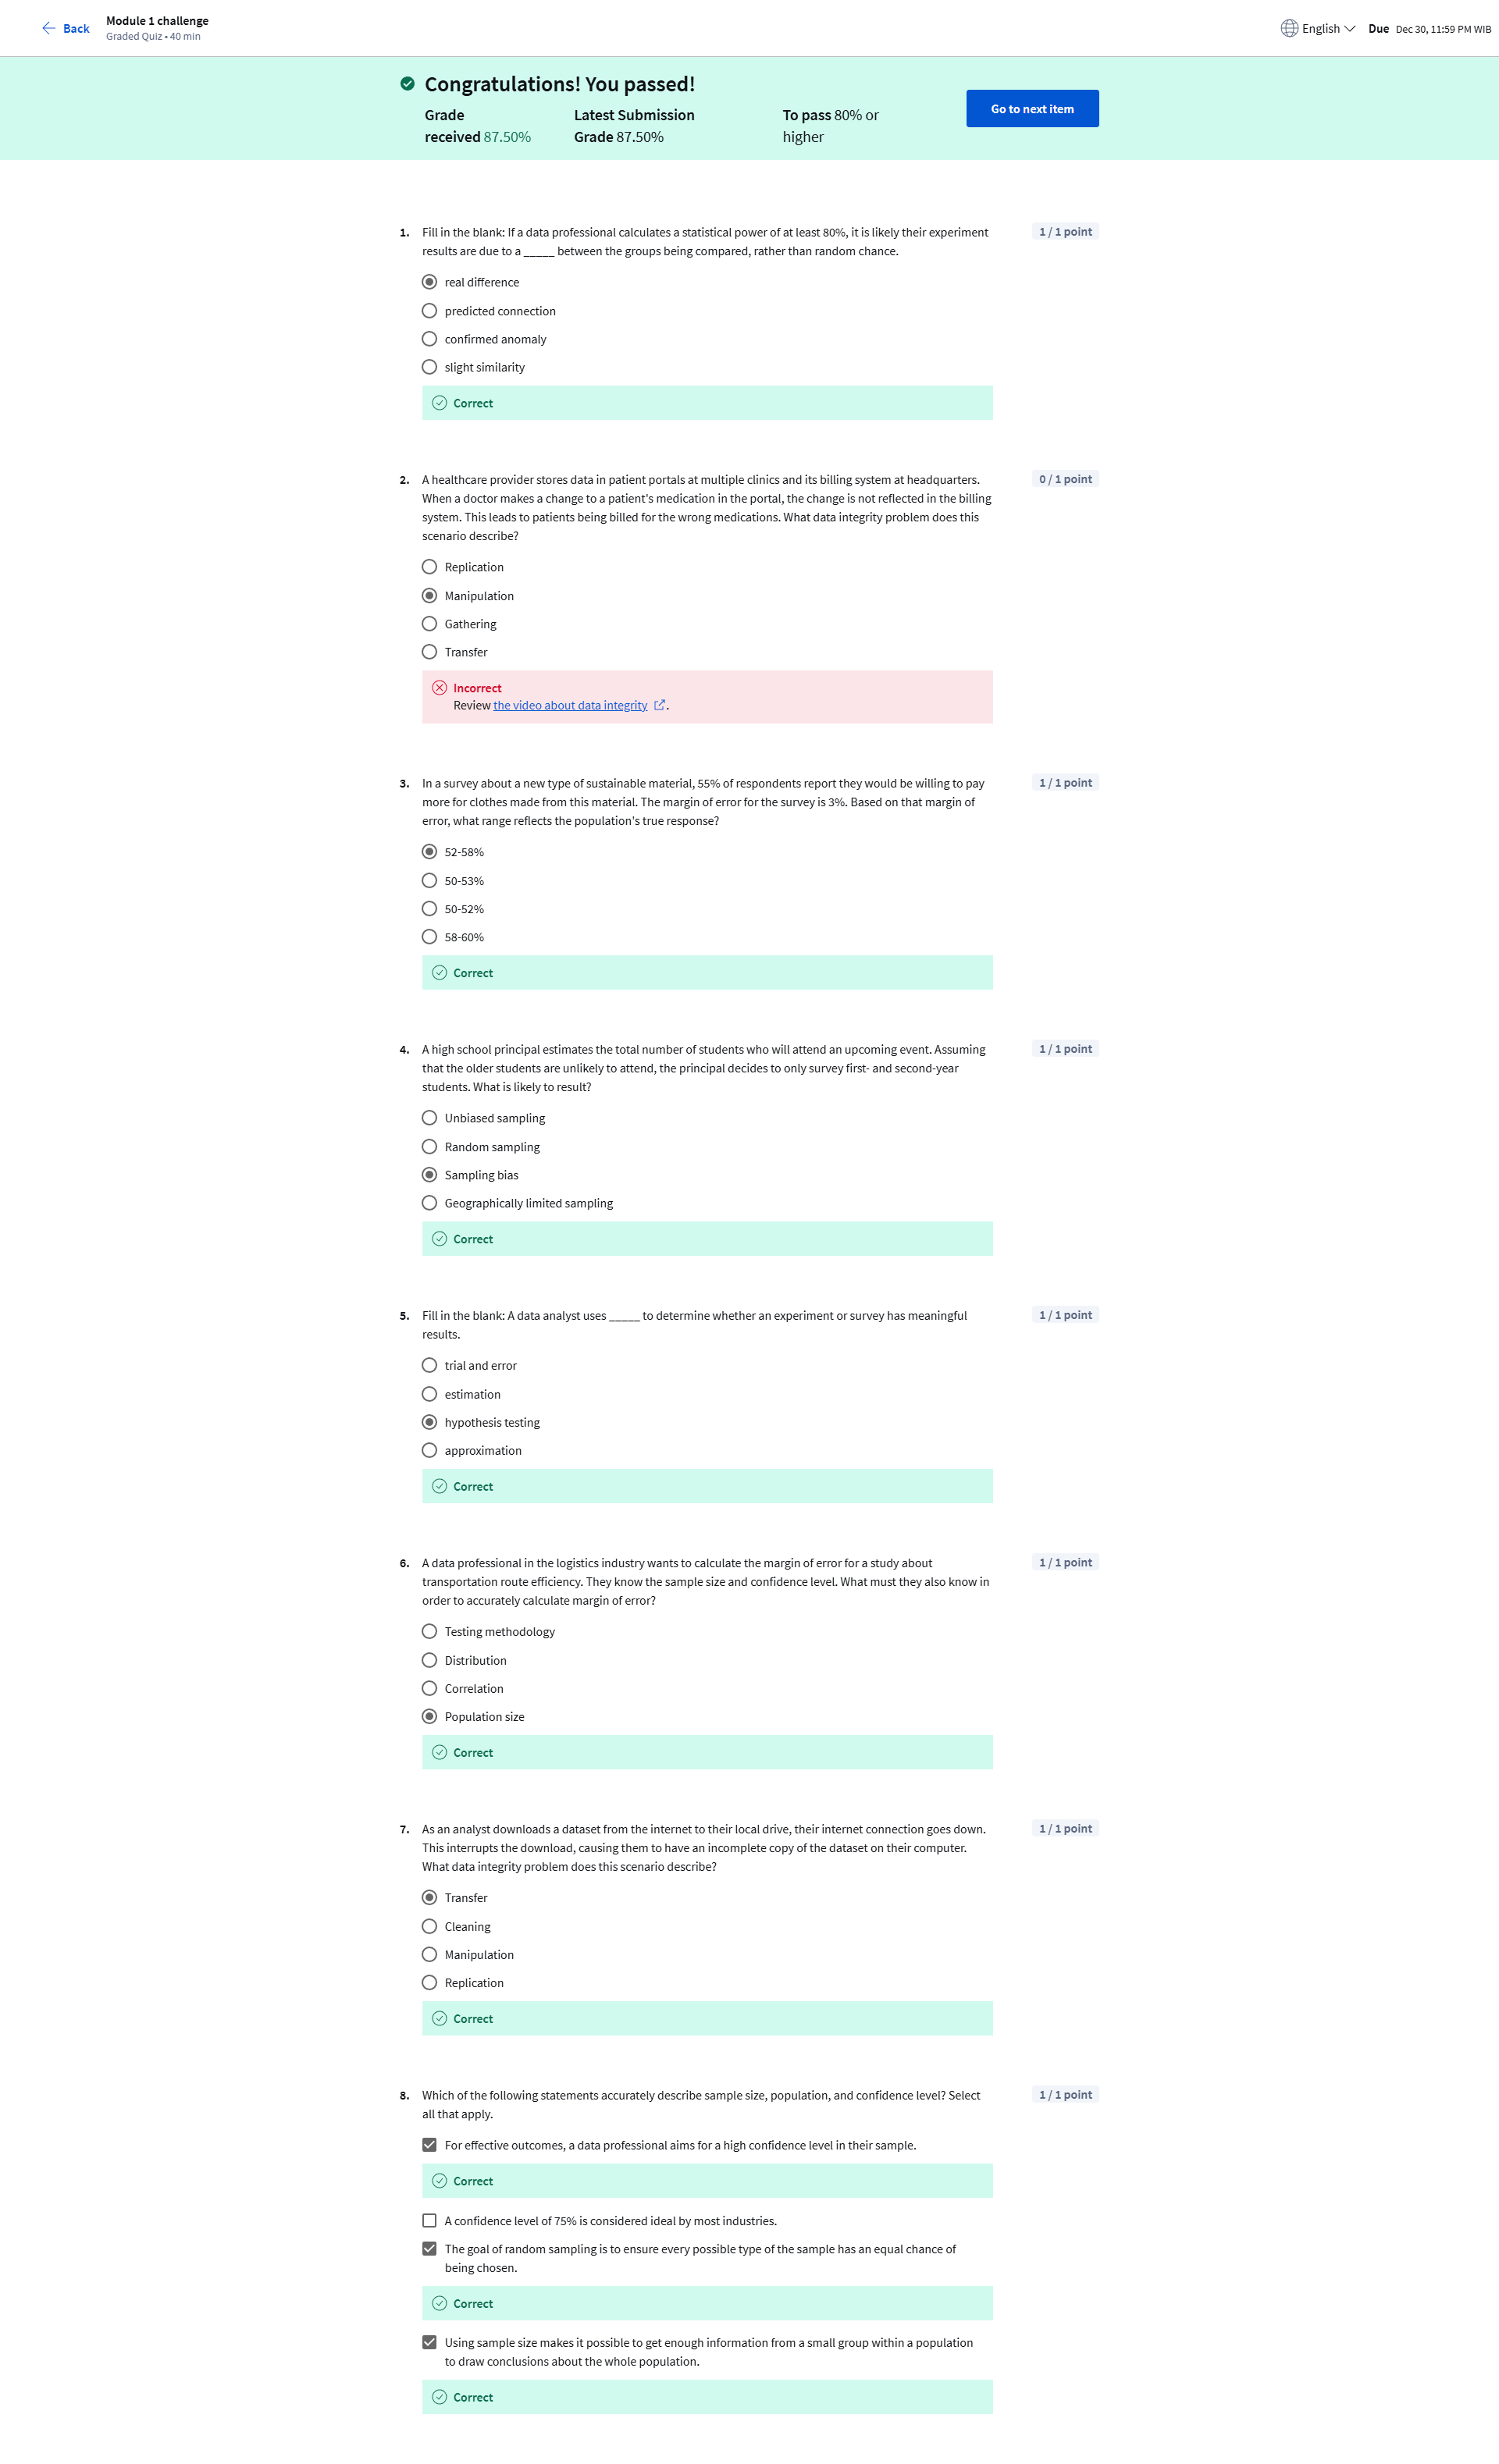 Back
Module 1 challenge
Graded Quiz • 40 min
English
Due Dec 30, 11:59 PM WIB
Congratulations! You passed!
Grade
received 87.50%
Latest Submission
Grade 87.50%
To pass 80% or
higher
Go to next item
1. Fill in the blank: If a data professional calculates a statistical power of at least 80%, it is likely their experiment
results are due to a _____ between the groups being compared, rather than random chance.
1 / 1 point
real difference
predicted connection
confirmed anomaly
slight similarity
Correct
2. A healthcare provider stores data in patient portals at multiple clinics and its billing system at headquarters.
When a doctor makes a change to a patient's medication in the portal, the change is not reflected in the billing
system. This leads to patients being billed for the wrong medications. What data integrity problem does this
scenario describe?
0 / 1 point
Replication
Manipulation
Gathering
Transfer
Incorrect
Review the video about data integrity .
3. In a survey about a new type of sustainable material, 55% of respondents report they would be willing to pay
more for clothes made from this material. The margin of error for the survey is 3%. Based on that margin of
error, what range reflects the population's true response?
1 / 1 point
52-58%
50-53%
50-52%
58-60%
Correct
4. A high school principal estimates the total number of students who will attend an upcoming event. Assuming
that the older students are unlikely to attend, the principal decides to only survey first- and second-year
students. What is likely to result?
1 / 1 point
Unbiased sampling
Random sampling
Sampling bias
Geographically limited sampling
Correct
5. Fill in the blank: A data analyst uses _____ to determine whether an experiment or survey has meaningful
results.
1 / 1 point
trial and error
estimation
hypothesis testing
approximation
Correct
6. A data professional in the logistics industry wants to calculate the margin of error for a study about
transportation route efficiency. They know the sample size and confidence level. What must they also know in
order to accurately calculate margin of error?
1 / 1 point
Testing methodology
Distribution
Correlation
Population size
Correct
7. As an analyst downloads a dataset from the internet to their local drive, their internet connection goes down.
This interrupts the download, causing them to have an incomplete copy of the dataset on their computer.
What data integrity problem does this scenario describe?
1 / 1 point
Transfer
Cleaning
Manipulation
Replication
Correct
8. Which of the following statements accurately describe sample size, population, and confidence level? Select
all that apply.
1 / 1 point
For effective outcomes, a data professional aims for a high confidence level in their sample.
Correct
A confidence level of 75% is considered ideal by most industries.
The goal of random sampling is to ensure every possible type of the sample has an equal chance of
being chosen.
Correct
Using sample size makes it possible to get enough information from a small group within a population
to draw conclusions about the whole population.
Correct